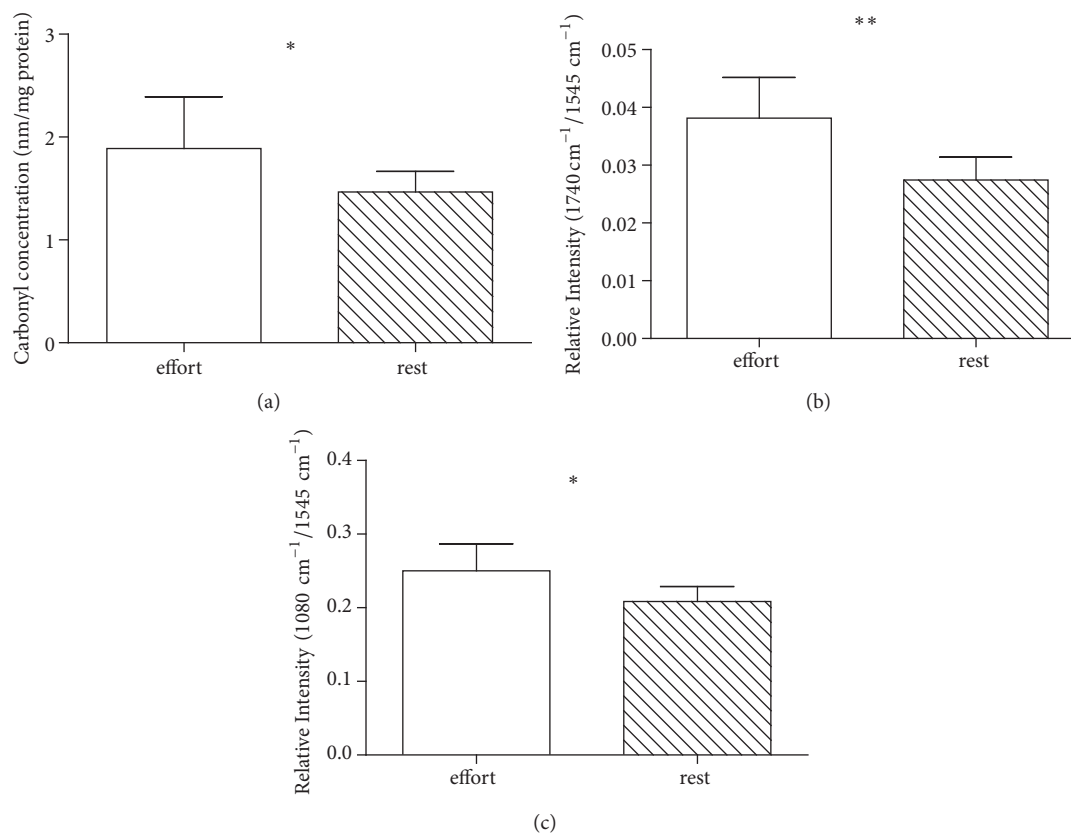 Carbonyl concentration (nm/mg protein)
3
2
1
0
*
effort
rest
(a)
Relative Intensity (1740 cm⁻¹/1545 cm⁻¹)
0.05
0.04
0.03
0.02
0.01
0.00
**
effort
rest
(b)
Relative Intensity (1080 cm⁻¹/1545 cm⁻¹)
0.4
0.3
0.2
0.1
0.0
*
effort
rest
(c)